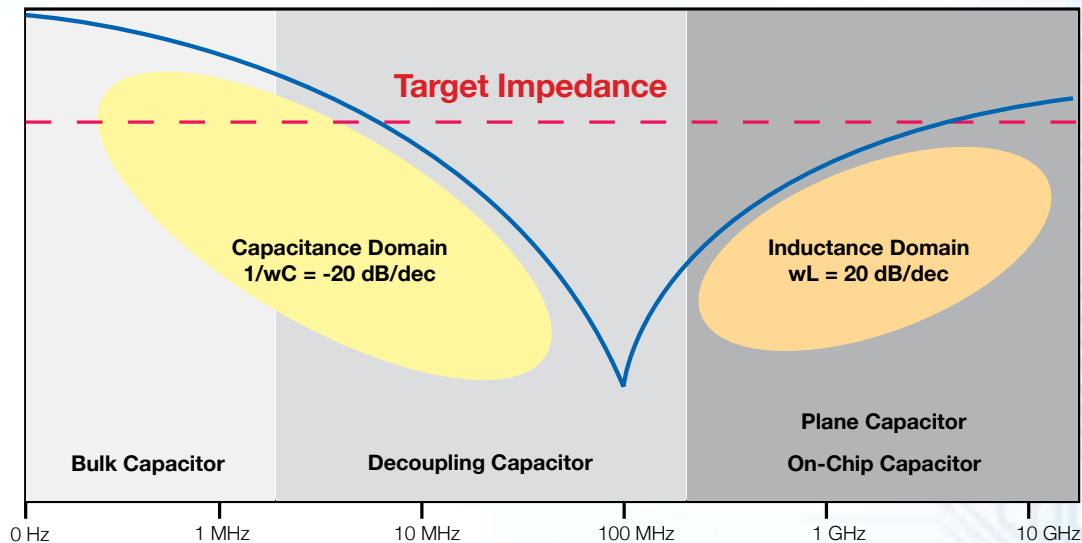 Target Impedance
Capacitance Domain
1/wC = -20 dB/dec
Inductance Domain
wL = 20 dB/dec
Plane Capacitor
Bulk Capacitor
Decoupling Capacitor
On-Chip Capacitor
0 Hz
1 MHz
10 MHz
100 MHz
1 GHz
10 GHz